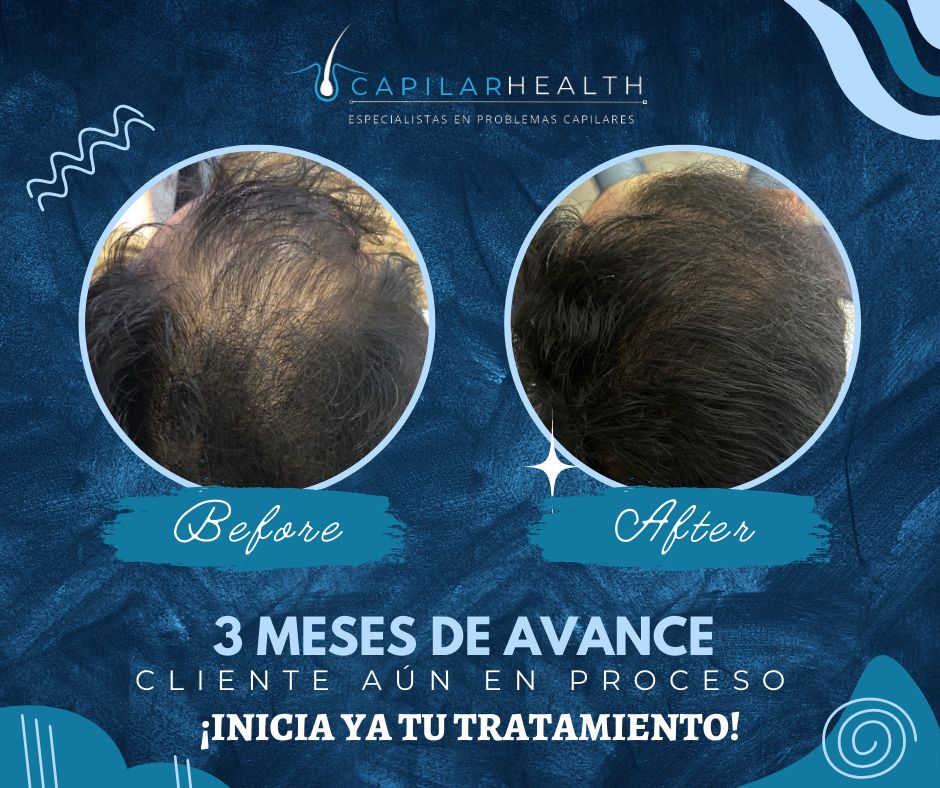 CAPILARHEALTH
ESPECIALISTAS EN PROBLEMAS CAPILARES
Before
After
3 MESES DE AVANCE
CLIENTE AÚN EN PROCESO
¡INICIA YA TU TRATAMIENTO!